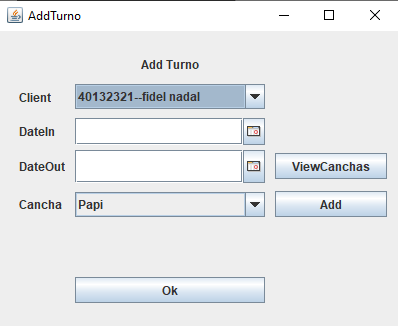 AddTurno
Add Turno
Client 40132321--fidel nadal
DateIn
DateOut ViewCanchas
Cancha Papi Add
Ok